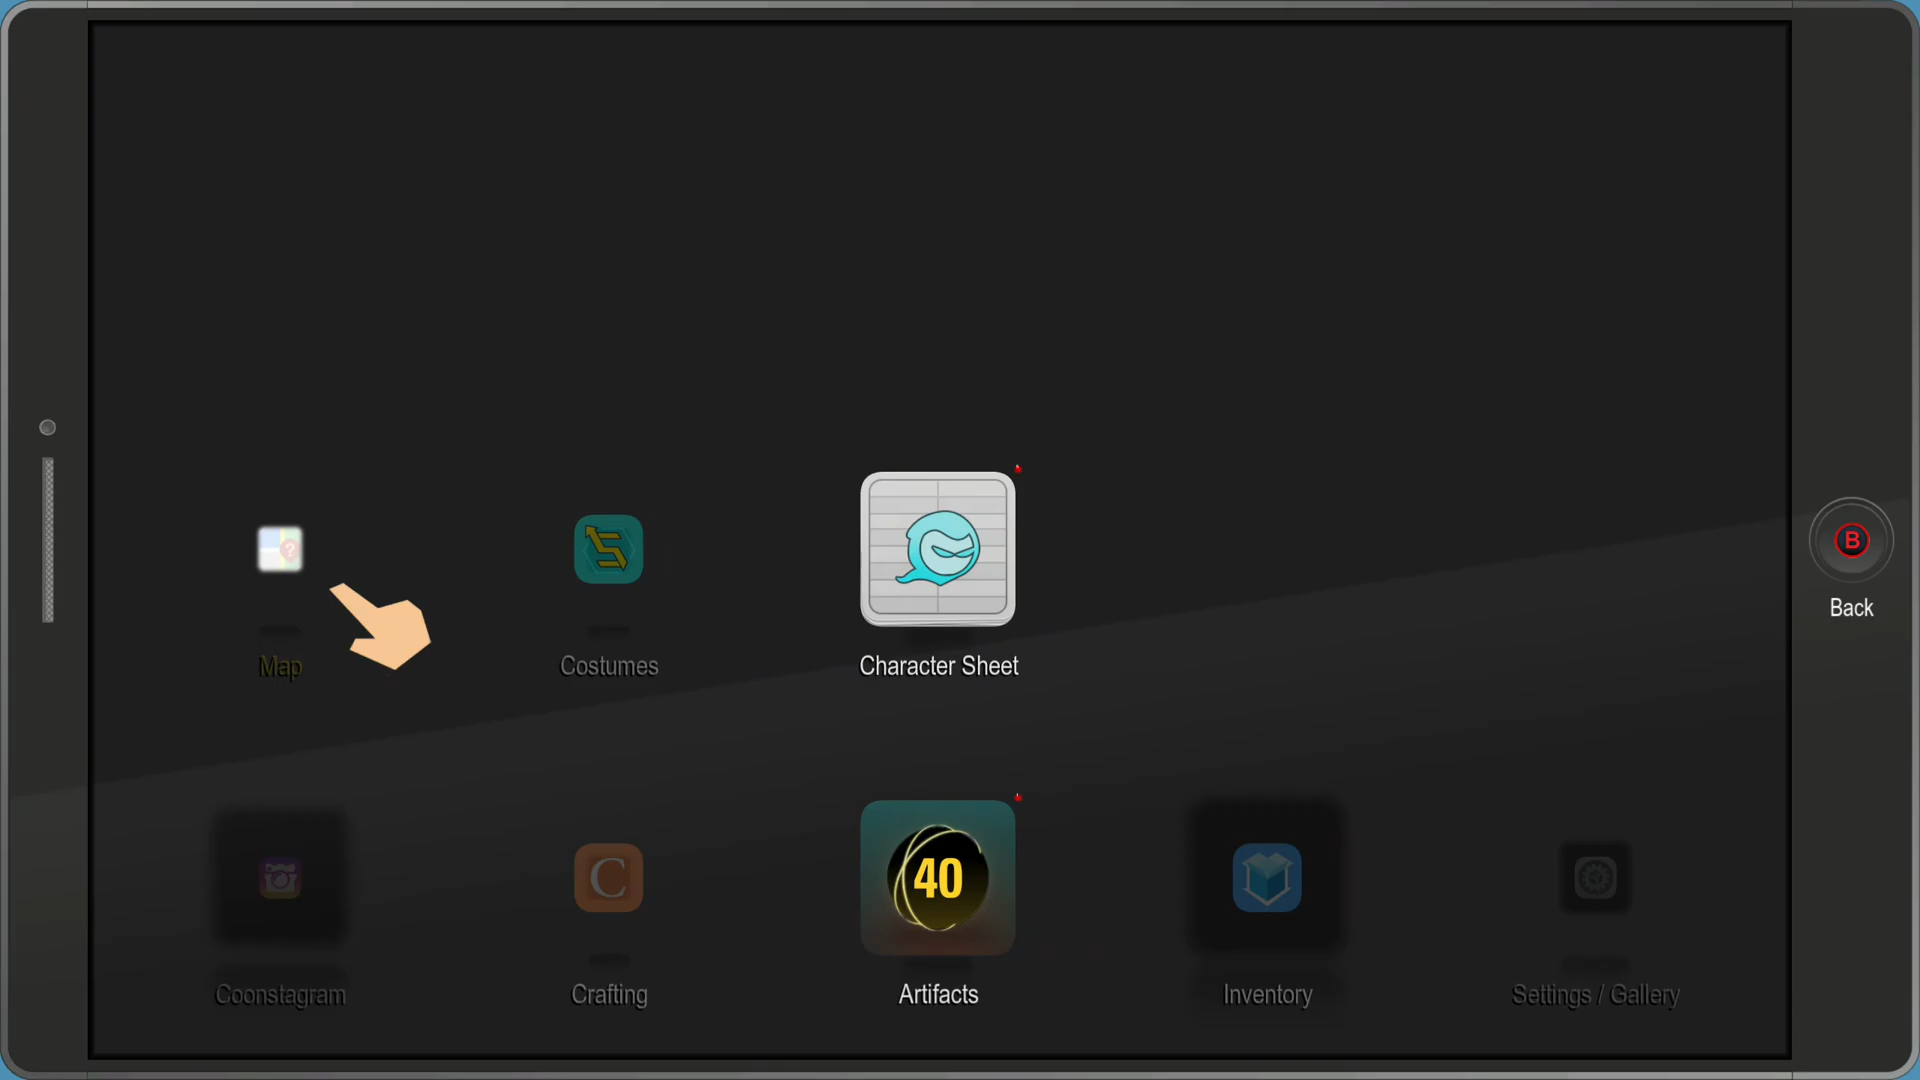 ?
B
Back
Map
Costumes
Character Sheet
C
40
Coonstagram
Crafting
Artifacts
Inventory
Settings / Gallery